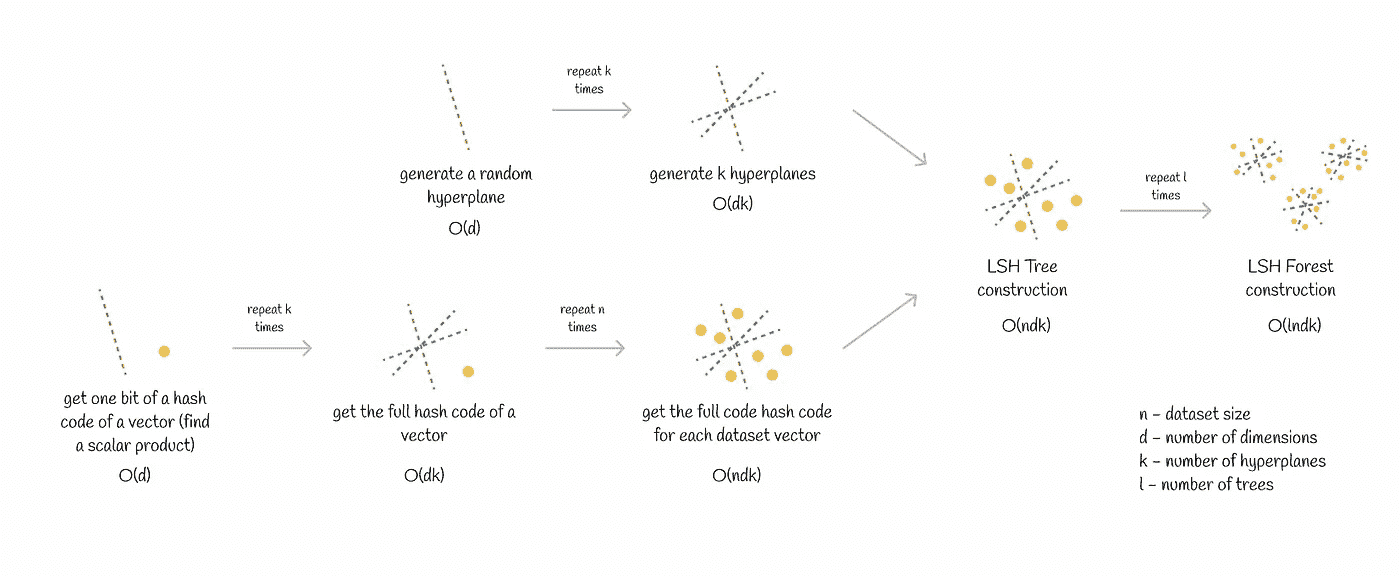 repeat k
times
generate a random
hyperplane
O(d)
generate k hyperplanes
O(dk)
get one bit of a hash
code of a vector (find
a scalar product)
O(d)
repeat k
times
get the full hash code of a
vector
O(dk)
repeat n
times
get the full code hash code
for each dataset vector
O(ndk)
LSH Tree
construction
O(ndk)
repeat l
times
LSH Forest
construction
O(lndk)
n – dataset size
d – number of dimensions
k – number of hyperplanes
l – number of trees